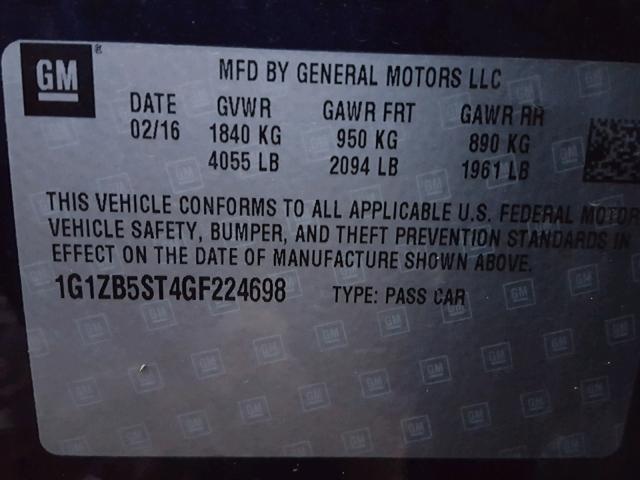 GM ®
MFD BY GENERAL MOTORS LLC
DATE GVWR GAWR FRT GAWR RR
02/16 1840 KG 950 KG 890 KG
4055 LB 2094 LB 1961 LB
THIS VEHICLE CONFORMS TO ALL APPLICABLE U.S. FEDERAL MOTOR
VEHICLE SAFETY, BUMPER, AND THEFT PREVENTION STANDARDS IN
EFFECT ON THE DATE OF MANUFACTURE SHOWN ABOVE.
1G1ZB5ST4GF224698 TYPE: PASS CAR